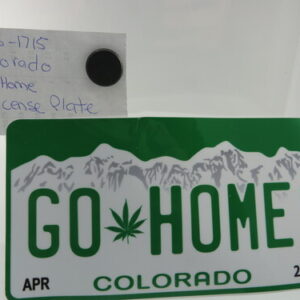 -1715
orado
Home
cense Plate
GO HOME
APR
2
COLORADO